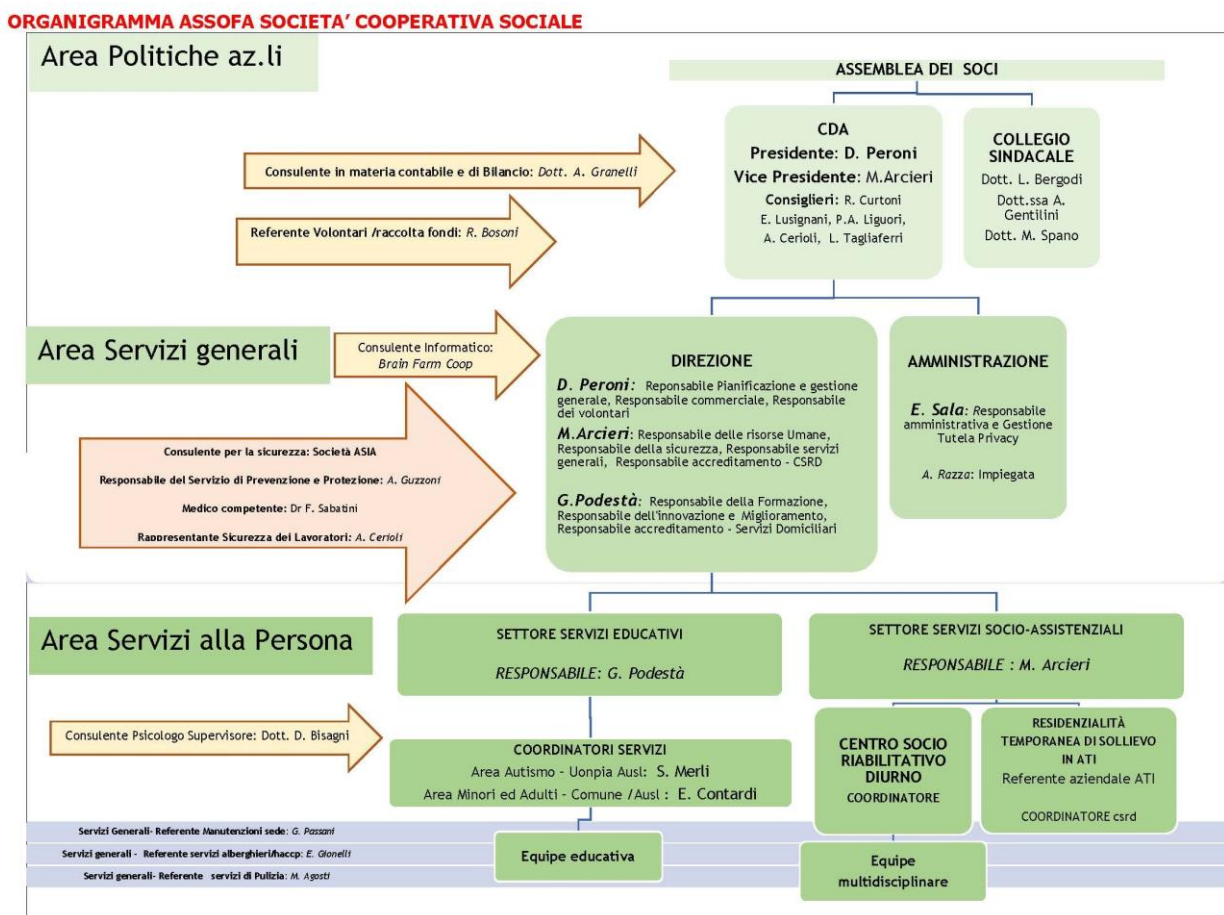 ORGANIGRAMMA ASSOFA SOCIETA’ COOPERATIVA SOCIALE
Area Politiche az.li
ASSEMBLEA DEI SOCI
CDA
Presidente: D. Peroni
Vice Presidente: M.Arcieri
Consiglieri: R. Curtoni
E. Lusignani, P.A. Liguori,
A. Cerioli, L. Tagliaferri
COLLEGIO
SINDACALE
Dott. L. Bergodi
Dott.ssa A.
Gentilini
Dott. M. Spano
Consulente in materia contabile e di Bilancio: Dott. A. Granelli
Referente Volontari /raccolta fondi: R. Bosoni
Area Servizi generali
Consulente Informatico:
Brain Farm Coop
DIREZIONE
D. Peroni: Reponsabile Pianificazione e gestione
generale, Responsabile commerciale, Responsabile
dei volontari
M.Arcieri: Responsabile delle risorse Umane,
Responsabile della sicurezza, Responsabile servizi
generali, Responsabile accreditamento - CSRD
G.Podestà: Responsabile della Formazione,
Responsabile dell'innovazione e Miglioramento,
Responsabile accreditamento - Servizi Domiciliari
AMMINISTRAZIONE
E. Sala: Responsabile
amministrativa e Gestione
Tutela Privacy
A. Razza: Impiegata
Consulente per la sicurezza: Società ASIA
Responsabile del Servizio di Prevenzione e Protezione: A. Guzzoni
Medico competente: Dr F. Sabatini
Rappresentante Sicurezza dei Lavoratori: A. Cerioli
Area Servizi alla Persona
SETTORE SERVIZI EDUCATIVI
RESPONSABILE: G. Podestà
SETTORE SERVIZI SOCIO-ASSISTENZIALI
RESPONSABILE : M. Arcieri
Consulente Psicologo Supervisore: Dott. D. Bisagni
COORDINATORI SERVIZI
Area Autismo - Uonpia Ausl: S. Merli
Area Minori ed Adulti - Comune /Ausl : E. Contardi
CENTRO SOCIO
RIABILITATIVO
DIURNO
COORDINATORE
RESIDENZIALITÀ
TEMPORANEA DI SOLLIEVO
IN ATI
Referente aziendale ATI
COORDINATORE csrd
Servizi Generali- Referente Manutenzioni sede: G. Passani
Servizi generali - Referente servizi alberghieri/haccp: E. Gionelli
Servizi generali- Referente servizi di Pulizia: M. Agosti
Equipe educativa
Equipe
multidisciplinare